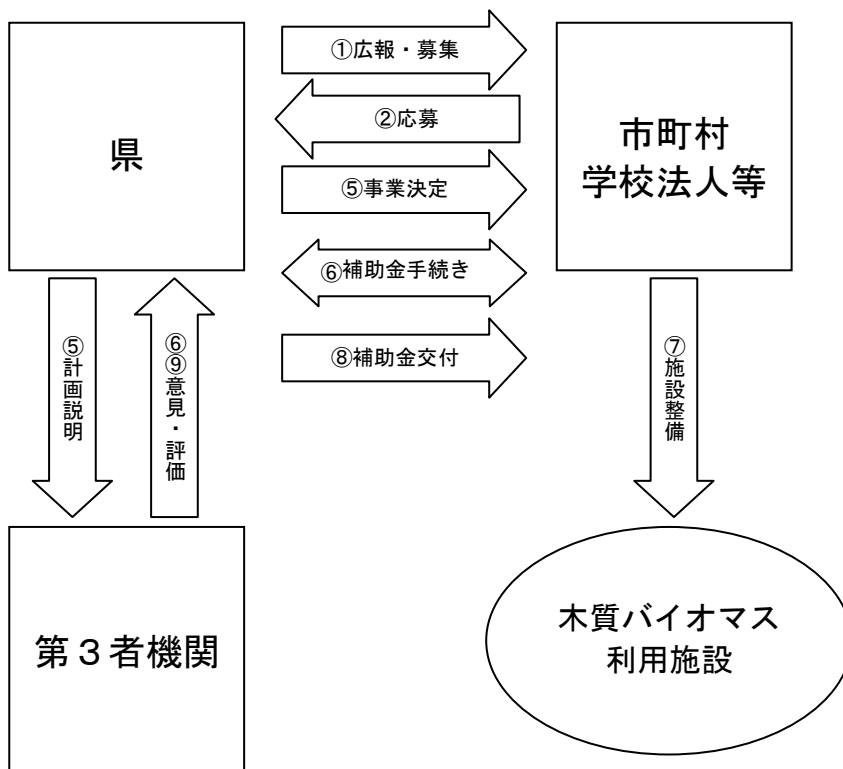 県
①広報・募集
②応募
⑤事業決定
⑥補助金手続き
⑧補助金交付
市町村
学校法人等
⑤計画説明
⑥⑨意見・評価
⑦施設整備
第３者機関
木質バイオマス
利用施設